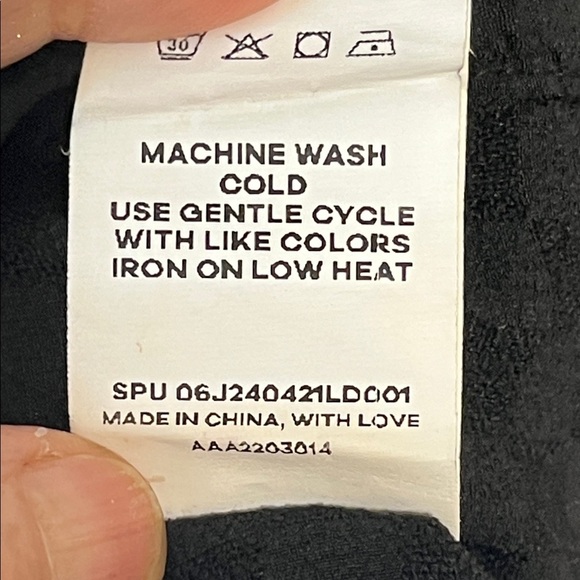 30
MACHINE WASH
COLD
USE GENTLE CYCLE
WITH LIKE COLORS
IRON ON LOW HEAT
SPU 06J240421LD001
MADE IN CHINA, WITH LOVE
AAA2203014